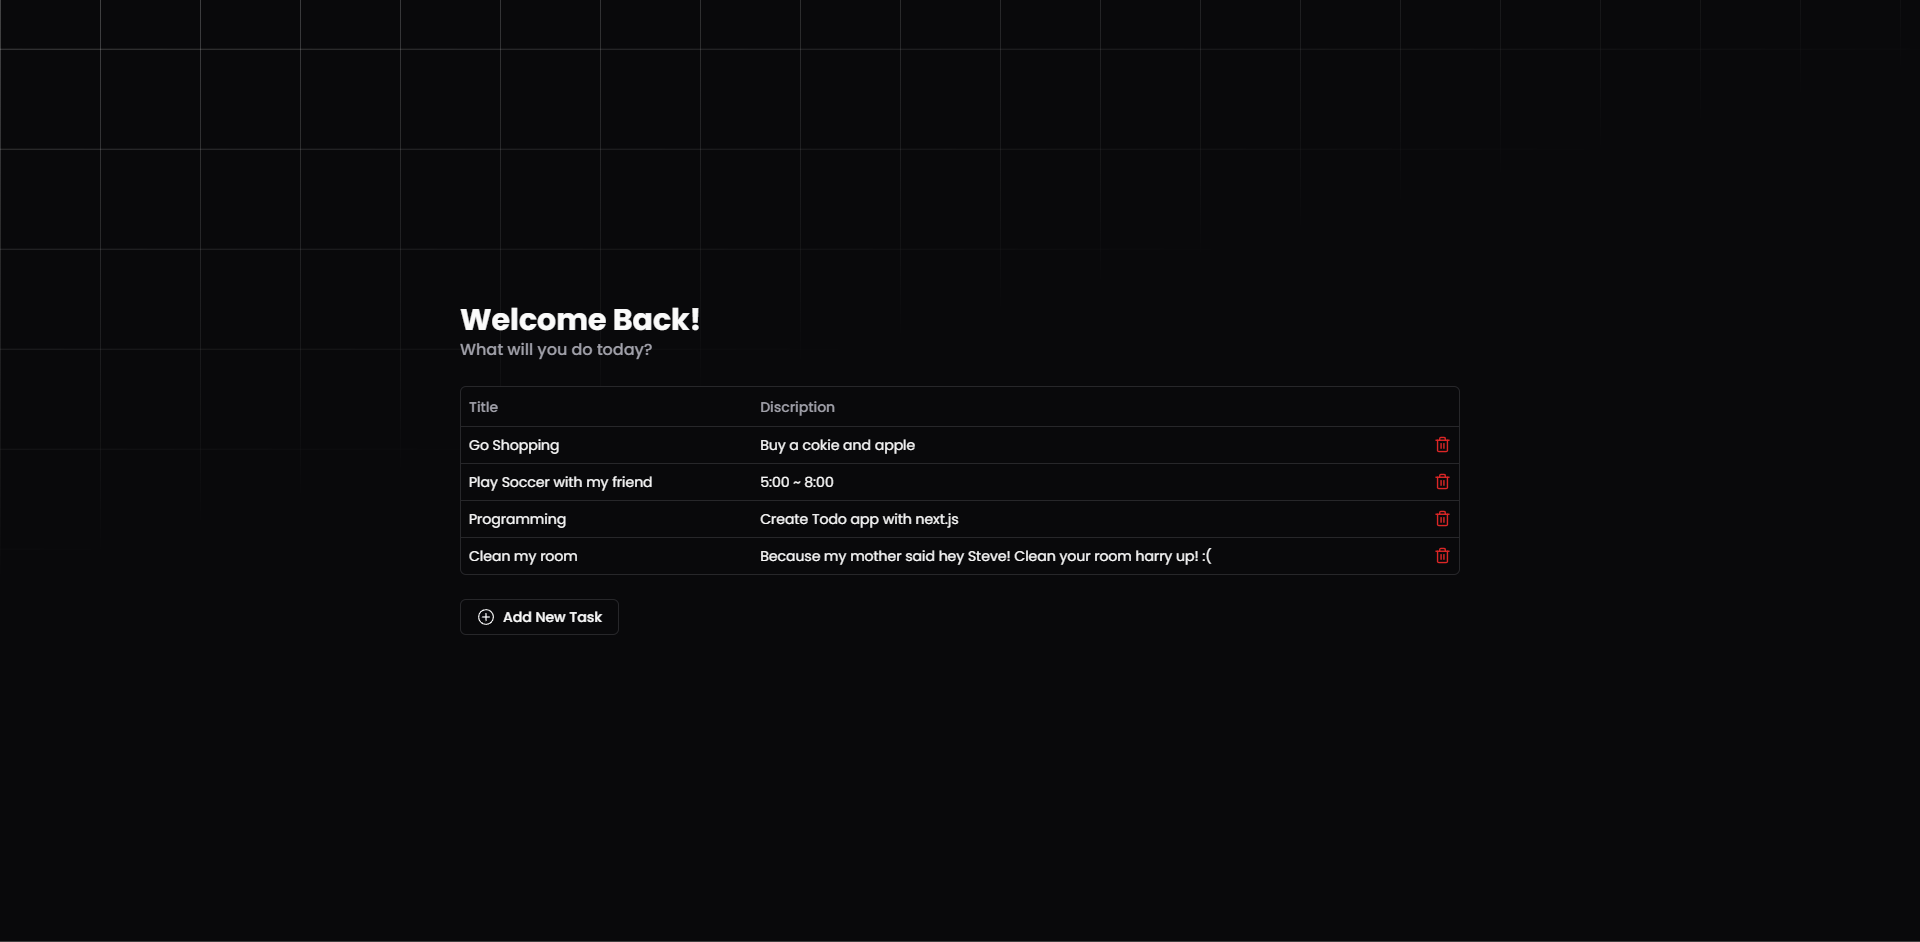 Welcome Back!
What will you do today?
Title Discription
Go Shopping Buy a cokie and apple
Play Soccer with my friend 5:00 ~ 8:00
Programming Create Todo app with next.js
Clean my room Because my mother said hey Steve! Clean your room harry up! :(
Add New Task